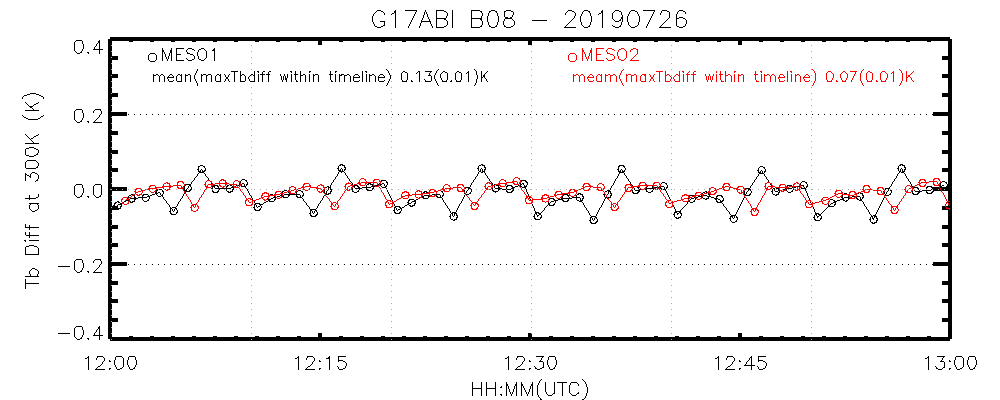 G17ABI B08 − 20190726
○MESO1 ○MESO2
mean(maxTbdiff within timeline) 0.13(0.01)K meam(maxTbdiff within timeline) 0.07(0.01)K
Tb Diff at 300K (K)
0.4
0.2
0.0
−0.2
−0.4
12:00 12:15 12:30 12:45 13:00
HH:MM(UTC)